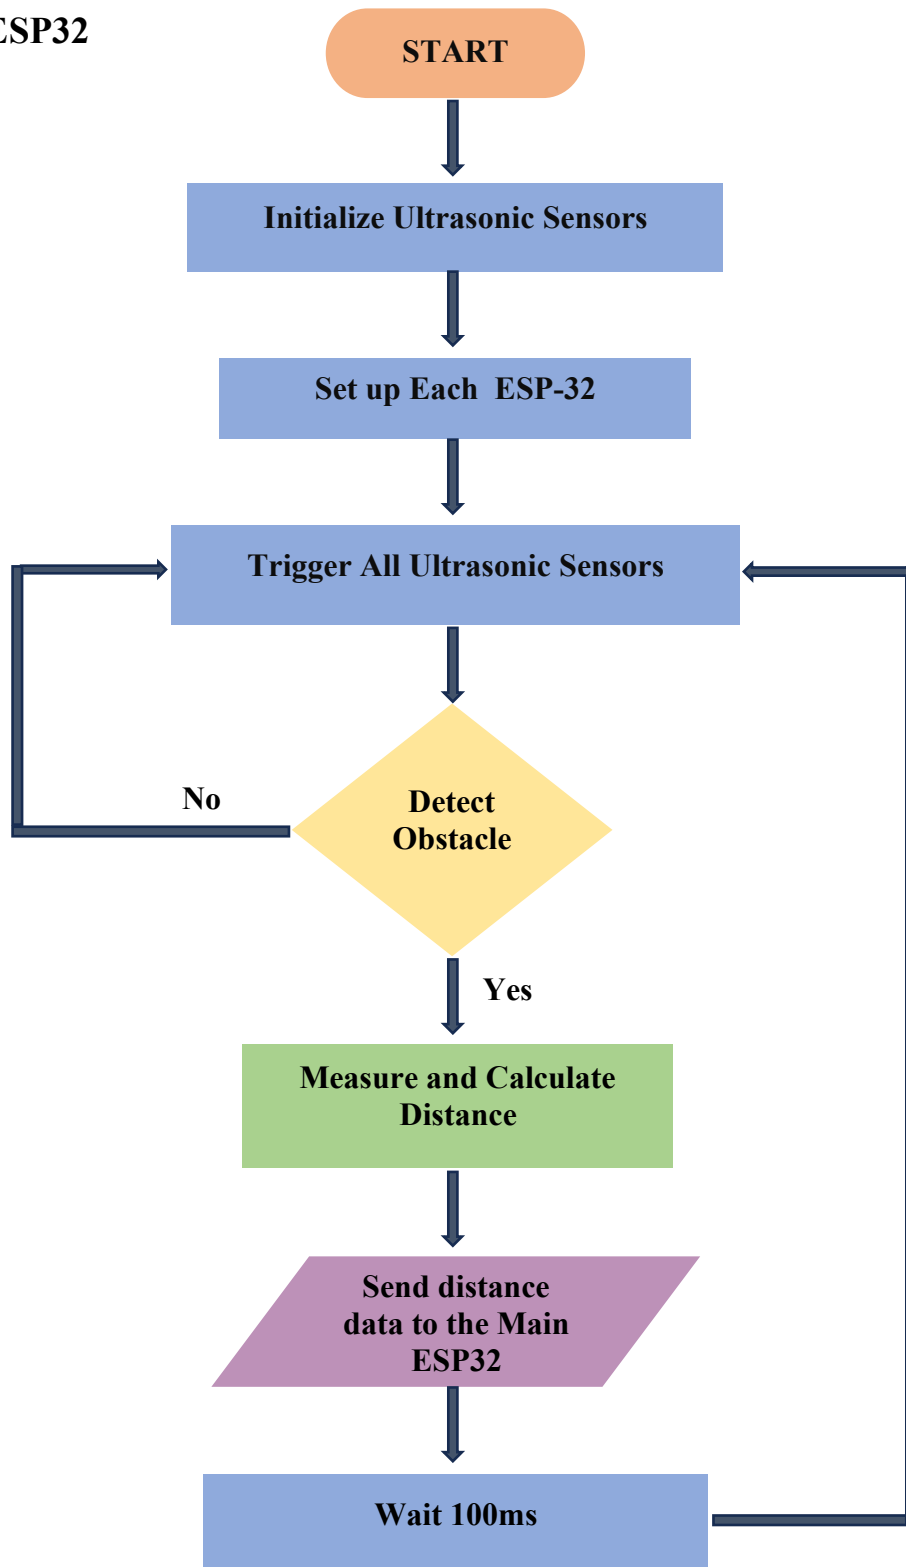 ESP32
START
Initialize Ultrasonic Sensors
Set up Each ESP-32
Trigger All Ultrasonic Sensors
No
Detect
Obstacle
Yes
Measure and Calculate
Distance
Send distance
data to the Main
ESP32
Wait 100ms